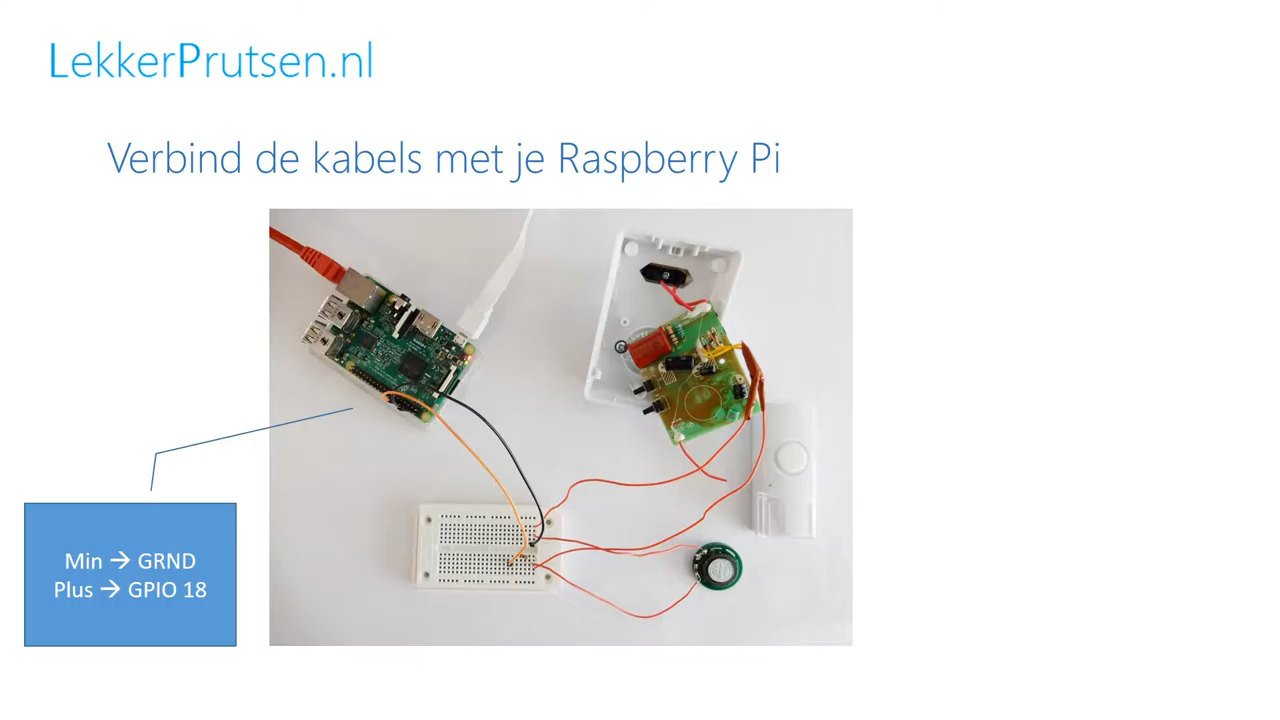 LekkerPrutsen.nl
Verbind de kabels met je Raspberry Pi
Min → GRND
Plus → GPIO 18